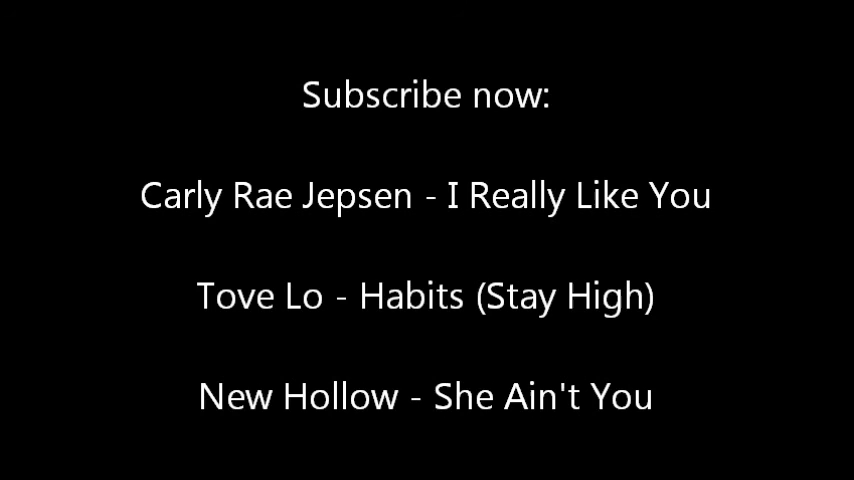 Subscribe now:
Carly Rae Jepsen - I Really Like You
Tove Lo - Habits (Stay High)
New Hollow - She Ain't You